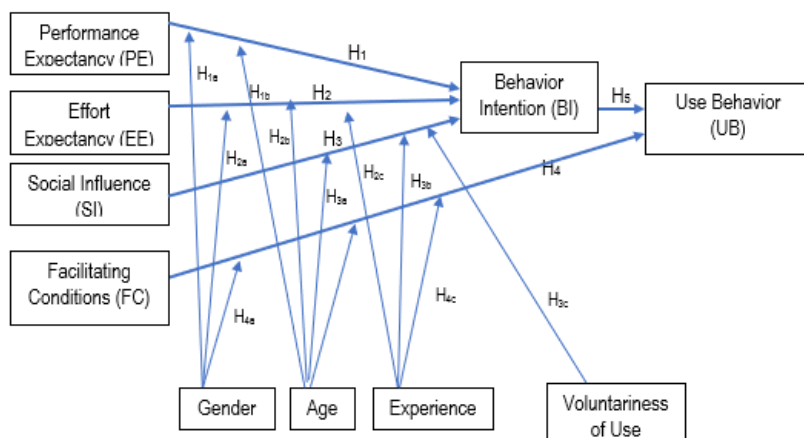 Performance
Expectancy (PE)
Effort
Expectancy (EE)
Social Influence
(SI)
Facilitating
Conditions (FC)
H1
H1a
H1b
H2
H2a
H2b
H2c
H3
H3a
H3b
H3c
H4
H4a
H4c
H5
Behavior
Intention (BI)
Use Behavior
(UB)
Gender
Age
Experience
Voluntariness
of Use